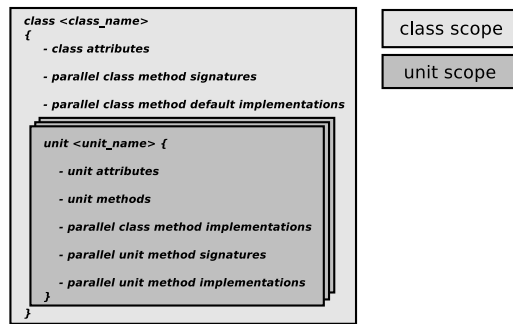 class <class_name>
{
- class attributes
- parallel class method signatures
- parallel class method default implementations
unit <unit_name> {
- unit attributes
- unit methods
- parallel class method implementations
- parallel unit method signatures
- parallel unit method implementations
}
}
class scope
unit scope